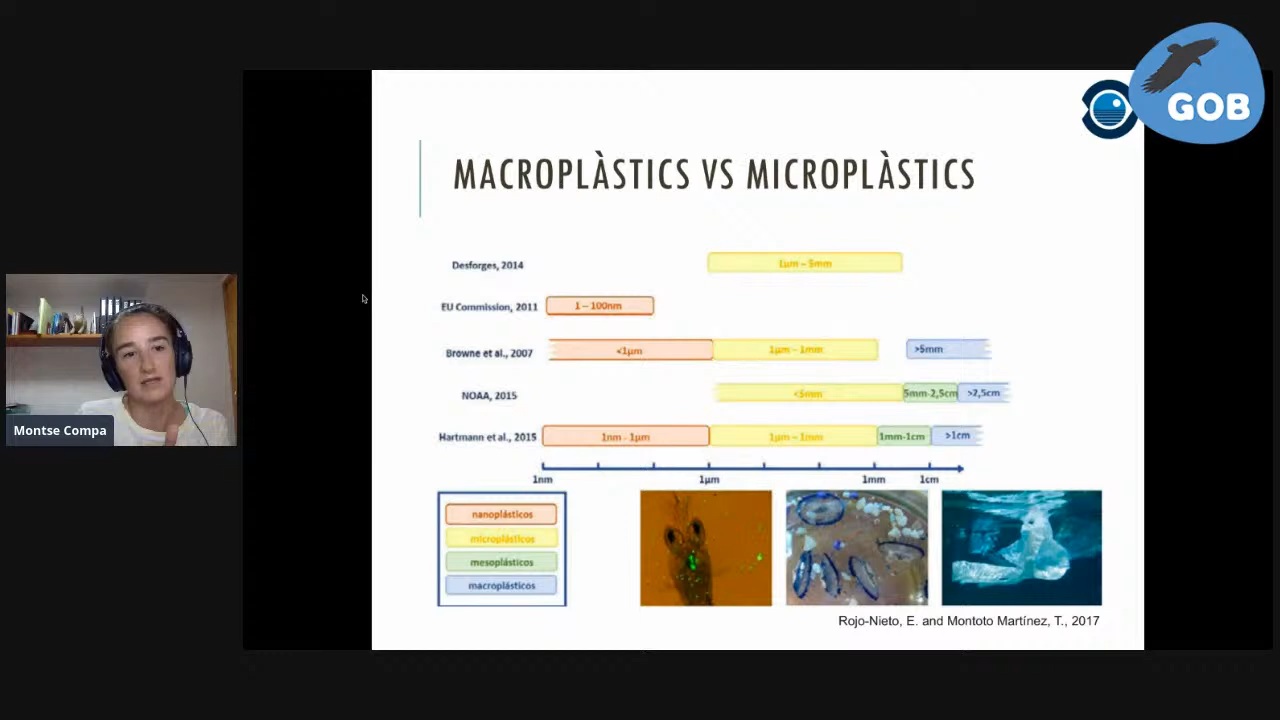 GOB
MACROPLÀSTICS VS MICROPLÀSTICS
Desforges, 2014
1µm – 5mm
EU Commission, 2011
1 – 100nm
Browne et al., 2007
<1µm
1µm – 1mm
>5mm
NOAA, 2015
<5mm
5mm-2,5cm
>2,5cm
Hartmann et al., 2015
1nm - 1µm
1µm – 1mm
1mm-1cm
>1cm
1nm
1µm
1mm
1cm
nanoplásticos
microplásticos
mesoplásticos
macroplásticos
Rojo-Nieto, E. and Montoto Martínez, T., 2017
Montse Compa